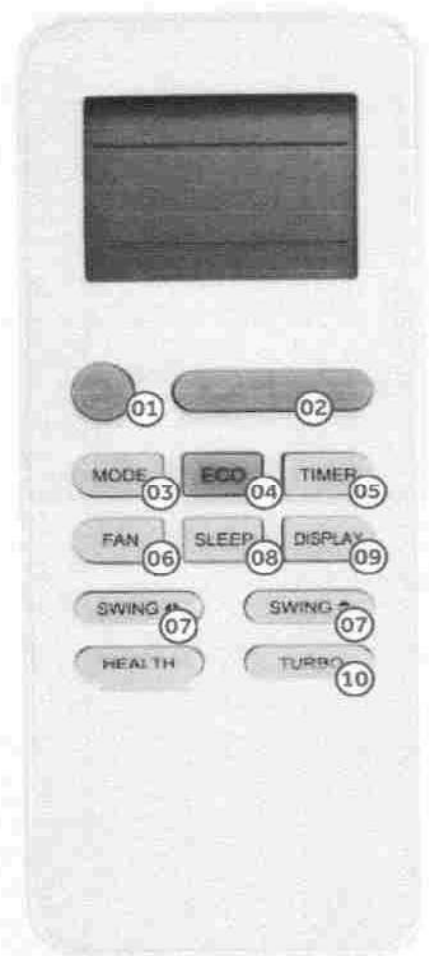 01 02
MODE 03 ECO 04 TIMER 05
FAN 06 SLEEP 08 DISPLAY 09
SWING 07 SWING 07
HEALTH TURBO 10